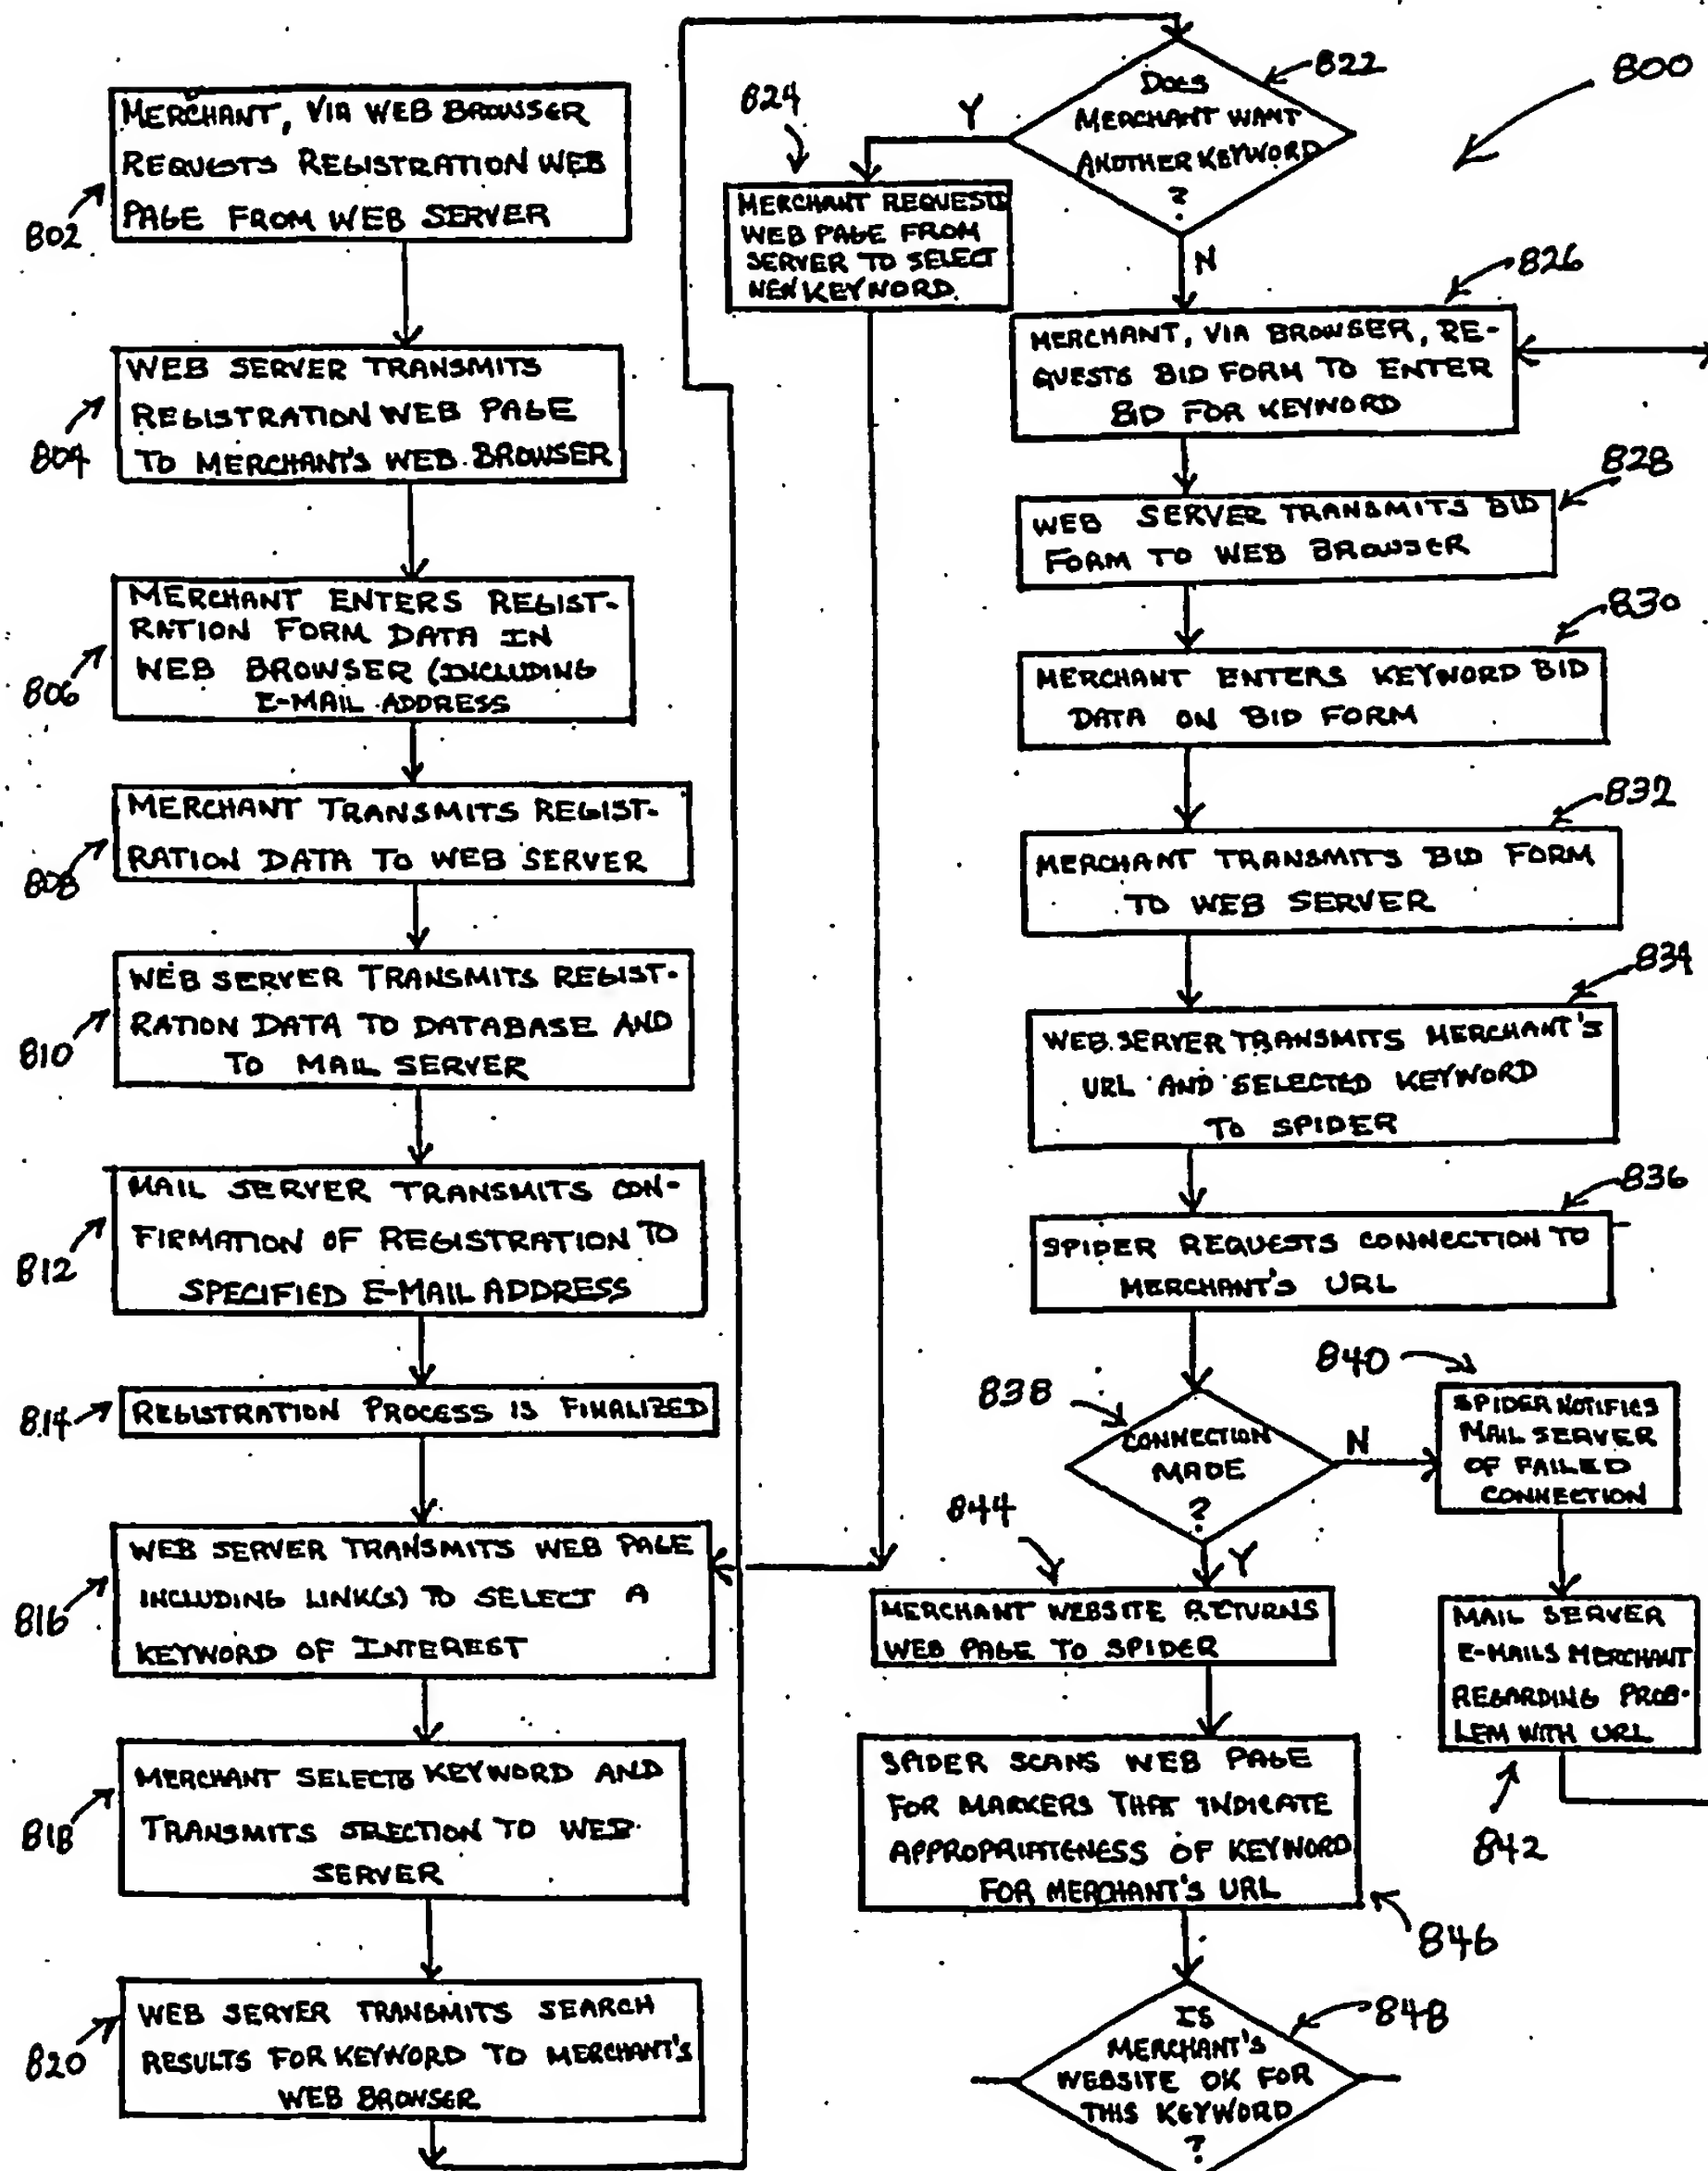 MERCHANT, VIA WEB BROWSER
REQUESTS REGISTRATION WEB
PAGE FROM WEB SERVER
802
WEB SERVER TRANSMITS
REGISTRATION WEB PAGE
TO MERCHANT'S WEB BROWSER
804
MERCHANT ENTERS REGIST-
RATION FORM DATA IN
WEB BROWSER (INCLUDING
E-MAIL ADDRESS
806
MERCHANT TRANSMITS REGIST-
RATION DATA TO WEB SERVER
808
WEB SERVER TRANSMITS REGIST-
RATION DATA TO DATABASE AND
TO MAIL SERVER
810
MAIL SERVER TRANSMITS CON-
FIRMATION OF REGISTRATION TO
SPECIFIED E-MAIL ADDRESS
812
814
REGISTRATION PROCESS IS FINALIZED
WEB SERVER TRANSMITS WEB PAGE
INCLUDING LINK(S) TO SELECT A
KEYWORD OF INTEREST
816
MERCHANT SELECTS KEYWORD AND
TRANSMITS SRECTION TO WEB
SERVER
818
WEB SERVER TRANSMITS SEARCH
RESULTS FOR KEYWORD TO MERCHANT'S
WEB BROWSER
820
800
822
DOES
MERCHANT WANT
ANOTHER KEYWORD
?
Y
N
824
MERCHANT REQUESTS
WEB PAGE FROM
SERVER TO SELECT
NEW KEYWORD.
826
MERCHANT, VIA BROWSER, RE-
QUESTS BID FORM TO ENTER
BID FOR KEYWORD
828
WEB SERVER TRANSMITS BID
FORM TO WEB BROWSER
830
MERCHANT ENTERS KEYWORD BID
DATA ON BID FORM
832
MERCHANT TRANSMITS BID FORM
TO WEB SERVER
834
WEB SERVER TRANSMITS MERCHANT'S
URL AND SELECTED KEYWORD
TO SPIDER
836
SPIDER REQUESTS CONNECTION TO
MERCHANT'S URL
838
CONNECTION
MADE
?
N
Y
840
SPIDER NOTIFIES
MAIL SERVER
OF FAILED
CONNECTION
MAIL SERVER
E-MAILS MERCHANT
REGARDING PROB-
LEM WITH URL
842
844
MERCHANT WEBSITE RETURNS
WEB PAGE TO SPIDER
SPIDER SCANS WEB PAGE
FOR MARKERS THAT INDICATE
APPROPRIATENESS OF KEYWORD
FOR MERCHANT'S URL
846
848
IS
MERCHANT'S
WEBSITE OK FOR
THIS KEYWORD
?